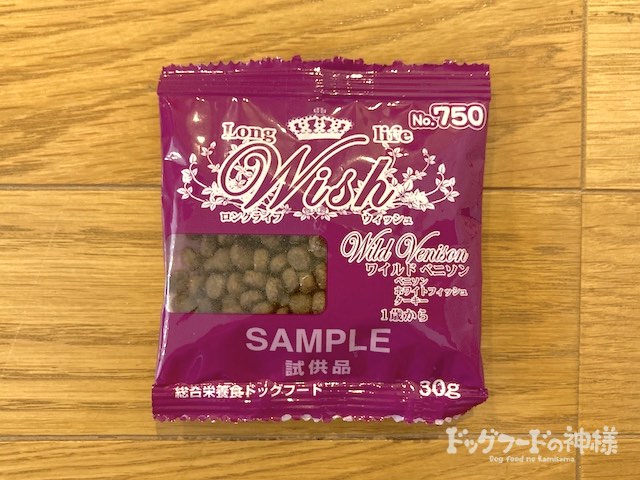 Long life
No.750
Wish
ロングライフ ウィッシュ
Wild Venison
ワイルド ベニソン
ベニソン
ホワイトフィッシュ
ターキー
1歳から
SAMPLE
試供品
総合栄養食ドッグフード
30g
ドッグフードの神様
Dog food no Kamisama